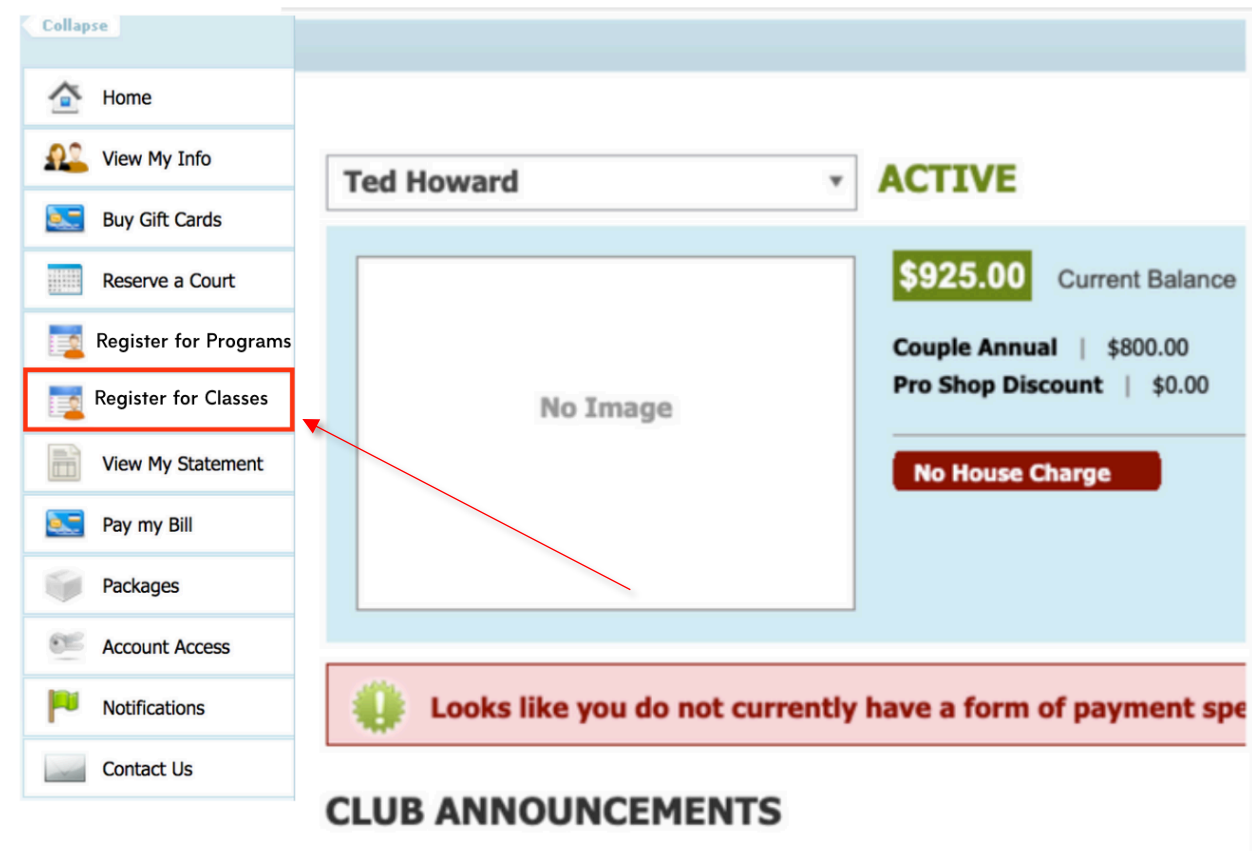 Collapse
Home
View My Info
Buy Gift Cards
Reserve a Court
Register for Programs
Register for Classes
View My Statement
Pay my Bill
Packages
Account Access
Notifications
Contact Us
Ted Howard
ACTIVE
No Image
$925.00 Current Balance
Couple Annual | $800.00
Pro Shop Discount | $0.00
No House Charge
Looks like you do not currently have a form of payment spe
CLUB ANNOUNCEMENTS